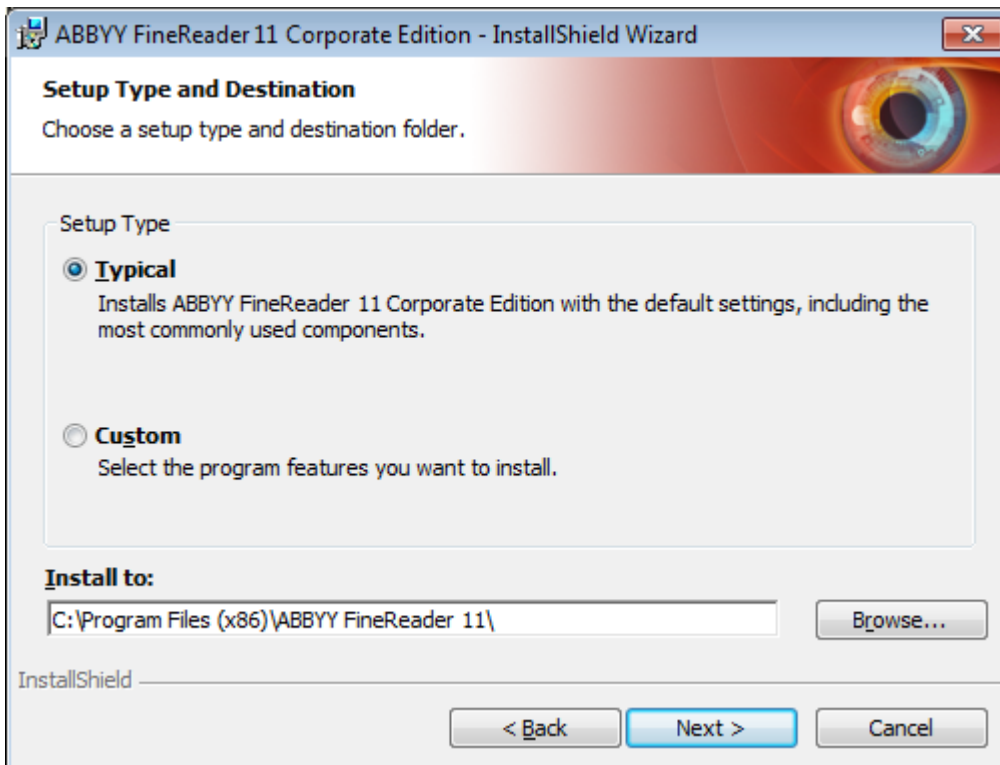 ABBYY FineReader 11 Corporate Edition - InstallShield Wizard
Setup Type and Destination
Choose a setup type and destination folder.
Setup Type
Typical
Installs ABBYY FineReader 11 Corporate Edition with the default settings, including the
most commonly used components.
Custom
Select the program features you want to install.
Install to:
C:\Program Files (x86)\ABBYY FineReader 11\
Browse...
InstallShield
< Back
Next >
Cancel